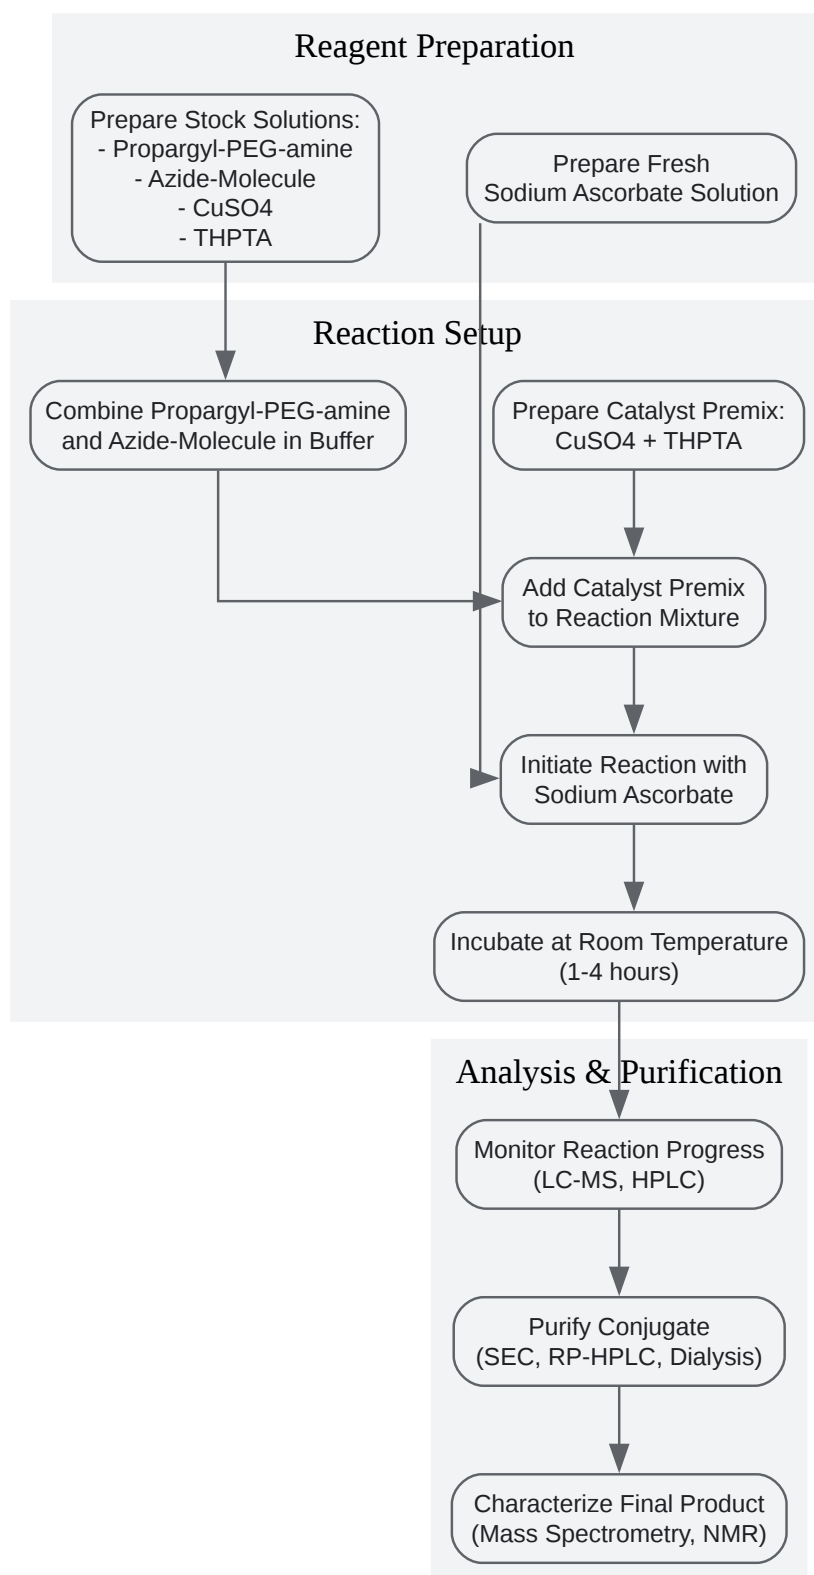 Reagent Preparation
Prepare Stock Solutions:
- Propargyl-PEG-amine
- Azide-Molecule
- CuSO4
- THPTA
Prepare Fresh
Sodium Ascorbate Solution
Reaction Setup
Combine Propargyl-PEG-amine
and Azide-Molecule in Buffer
Prepare Catalyst Premix:
CuSO4 + THPTA
Add Catalyst Premix
to Reaction Mixture
Initiate Reaction with
Sodium Ascorbate
Incubate at Room Temperature
(1-4 hours)
Analysis & Purification
Monitor Reaction Progress
(LC-MS, HPLC)
Purify Conjugate
(SEC, RP-HPLC, Dialysis)
Characterize Final Product
(Mass Spectrometry, NMR)